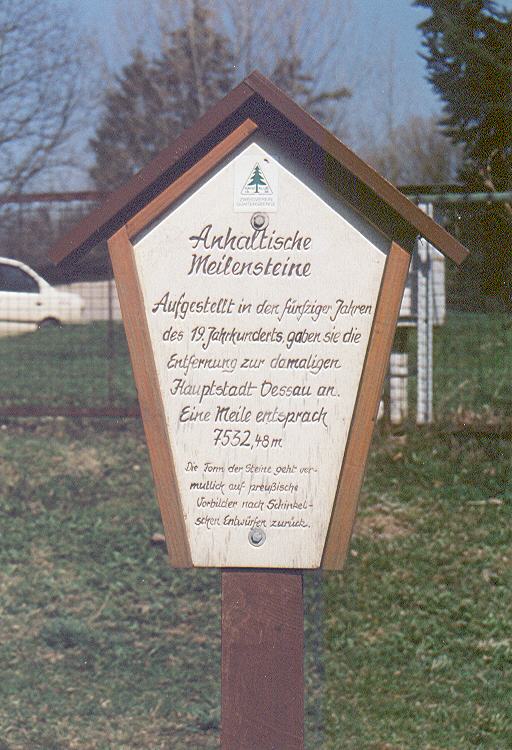 Anhaltische
Meilensteine
Aufgestellt in den fünfziger Jahren
des 19. Jahrhunderts, gaben sie die
Entfernung zur damaligen
Hauptstadt Dessau an.
Eine Meile entsprach
7532,48 m
Die Form der Steine geht ver-
mutlich auf preußische
Vorbilder nach Schinkel-
schen Entwürfen zurück.